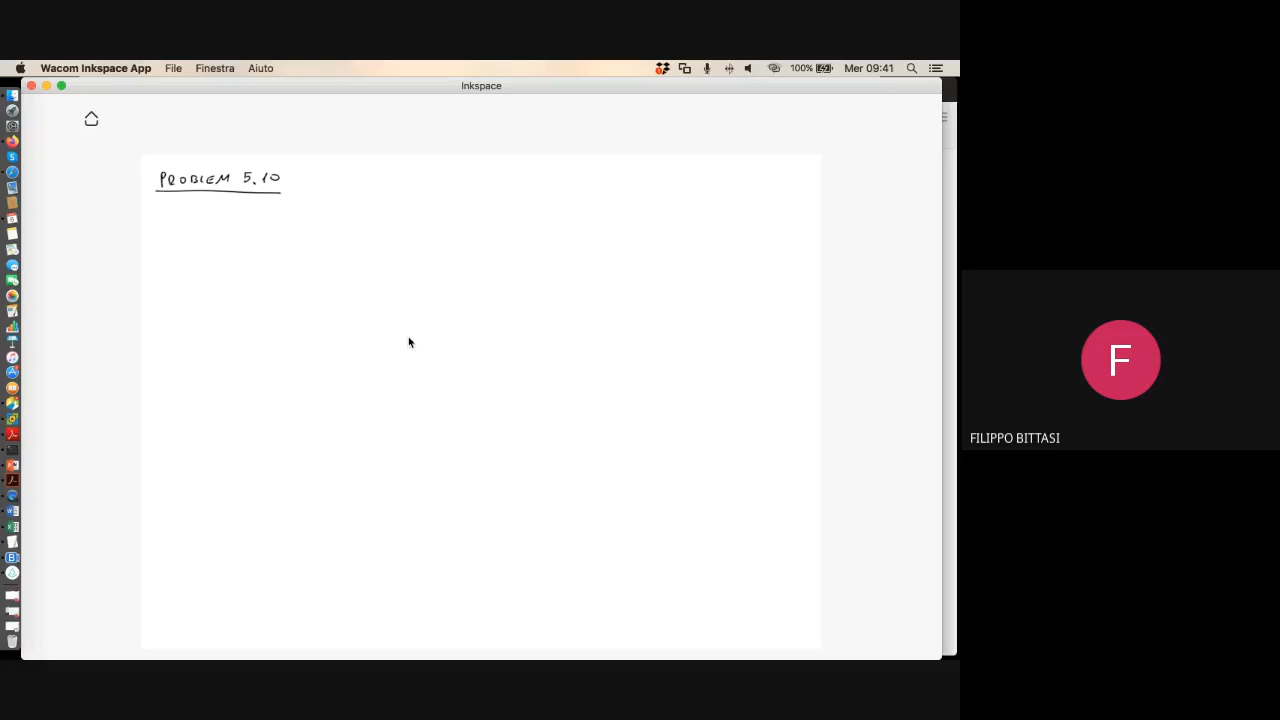 Wacom Inkspace App File Finestra Aiuto 100% Mer 09:41
Inkspace
PROBLEM 5.10
F
FILIPPO BITTASI